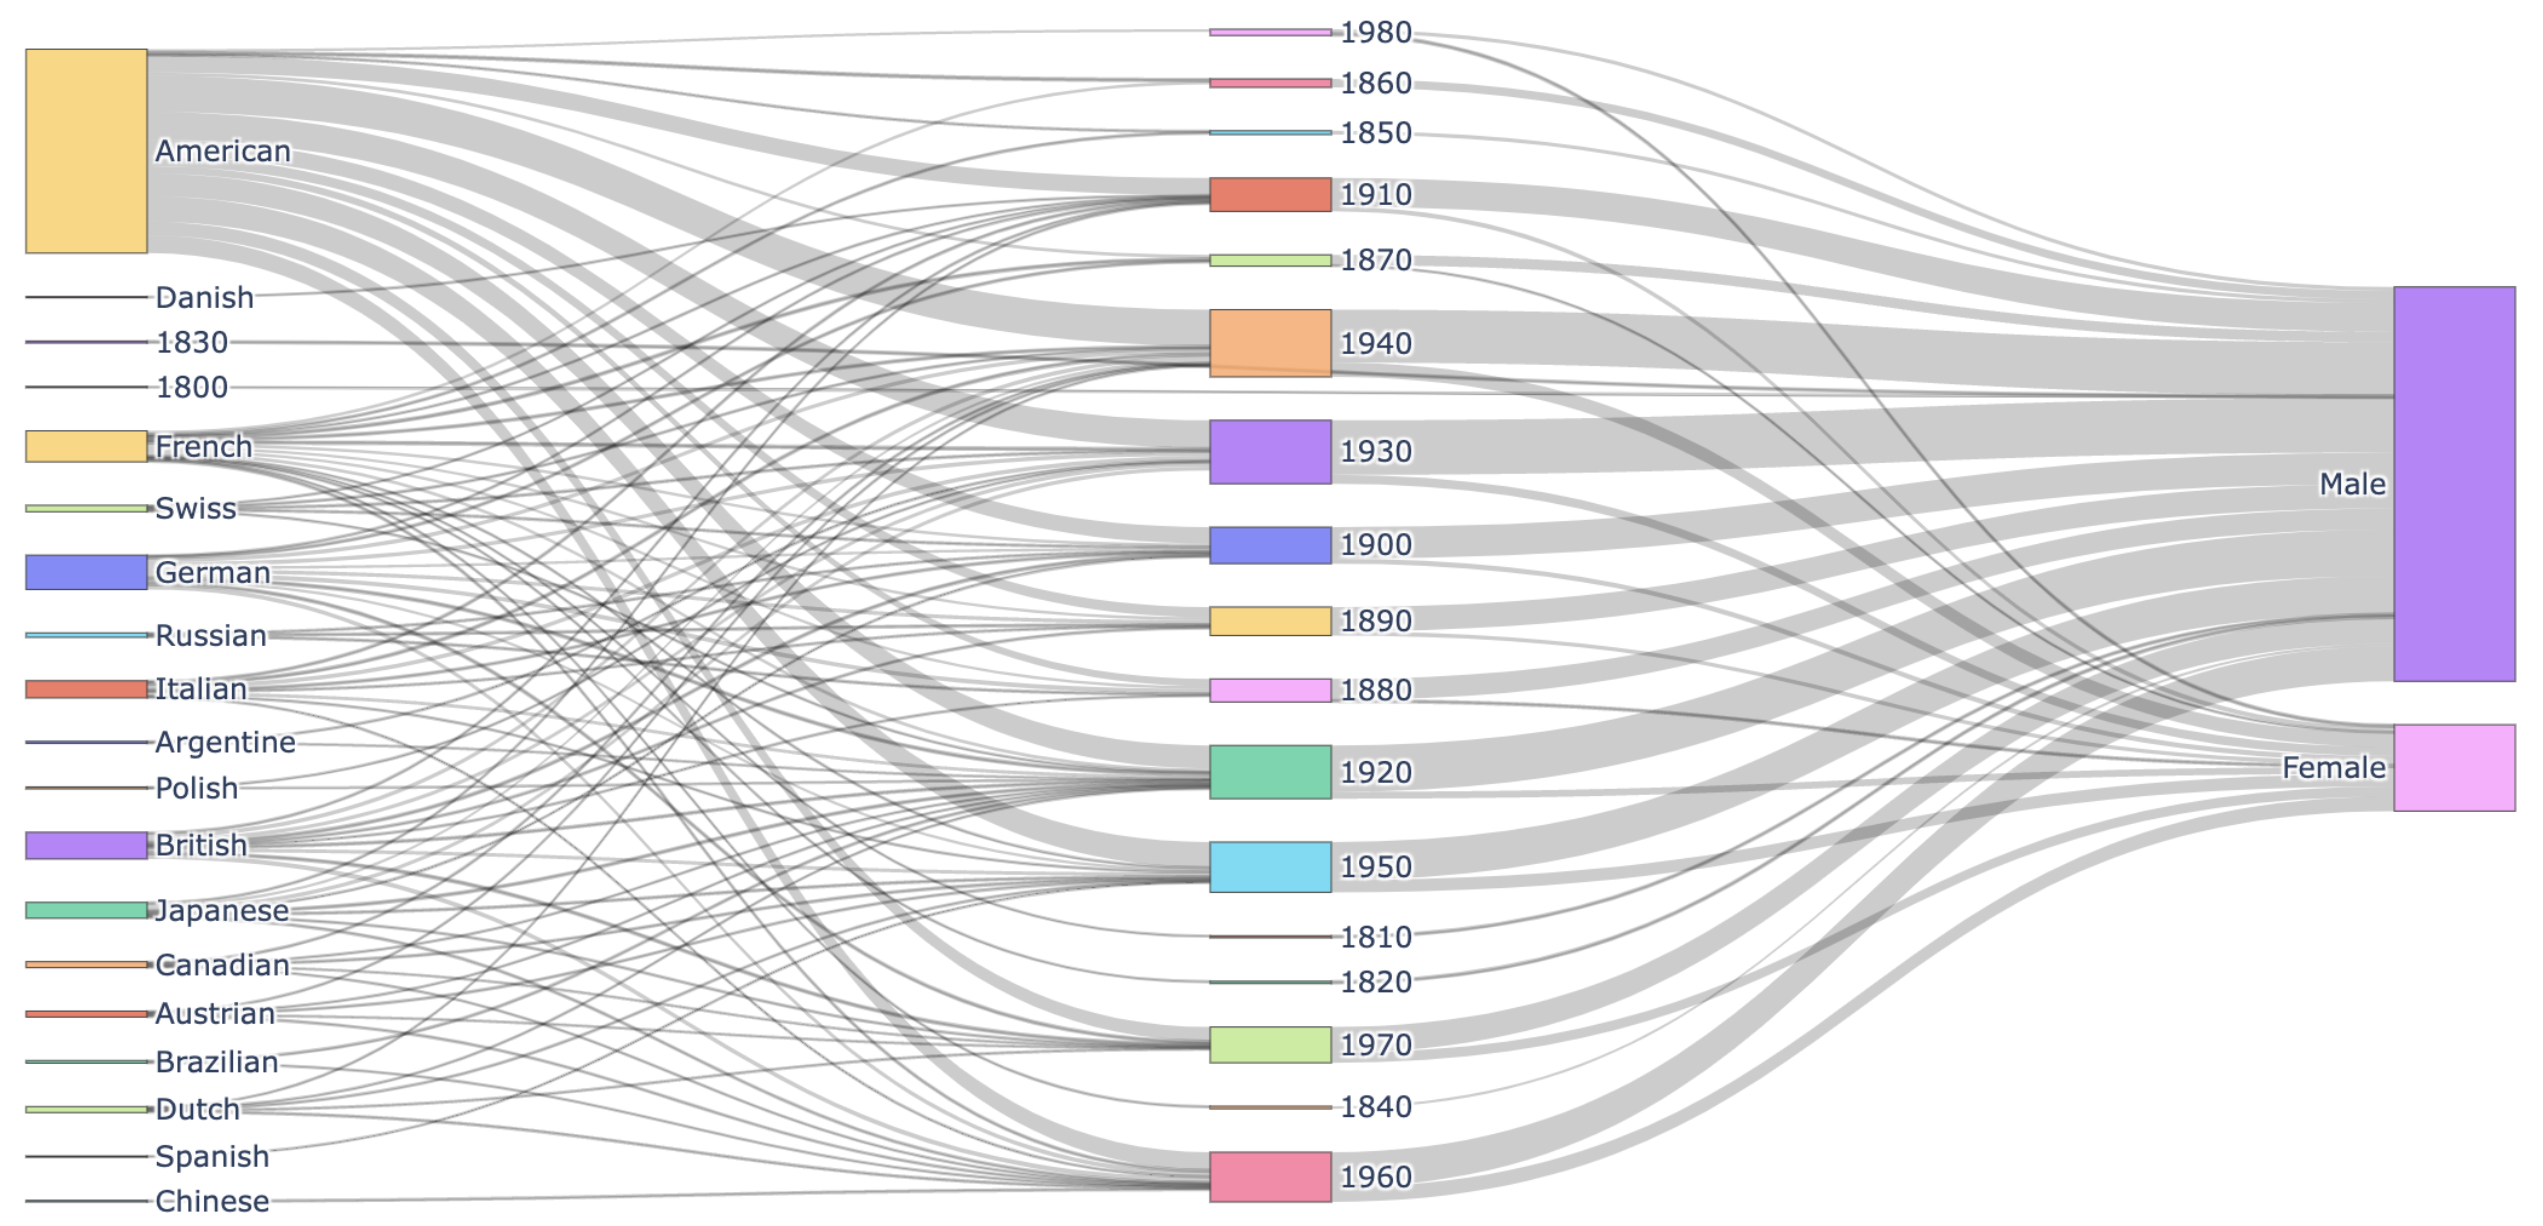 American
Danish
1830
1800
French
Swiss
German
Russian
Italian
Argentine
Polish
British
Japanese
Canadian
Austrian
Brazilian
Dutch
Spanish
Chinese
1980
1860
1850
1910
1870
1940
1930
1900
1890
1880
1920
1950
1810
1820
1970
1840
1960
Male
Female